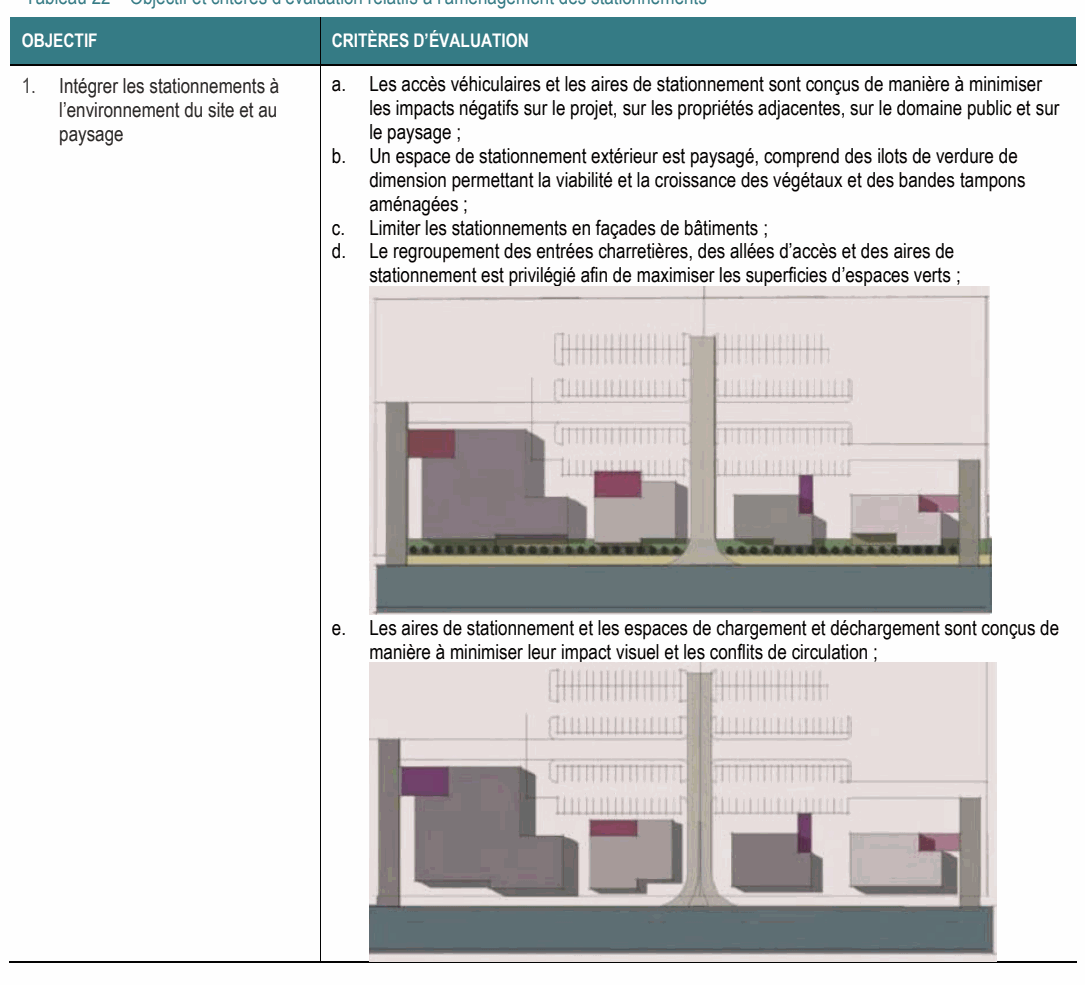 Tableau 22 Objectif et critères d'évaluation relatifs à l'aménagement des stationnements
OBJECTIF
CRITÈRES D'ÉVALUATION
1. Intégrer les stationnements à
l'environnement du site et au
paysage
a. Les accès véhiculaires et les aires de stationnement sont conçus de manière à minimiser
les impacts négatifs sur le projet, sur les propriétés adjacentes, sur le domaine public et sur
le paysage ;
b. Un espace de stationnement extérieur est paysagé, comprend des ilots de verdure de
dimension permettant la viabilité et la croissance des végétaux et des bandes tampons
aménagées ;
c. Limiter les stationnements en façades de bâtiments ;
d. Le regroupement des entrées charretières, des allées d'accès et des aires de
stationnement est privilégié afin de maximiser les superficies d'espaces verts ;
e. Les aires de stationnement et les espaces de chargement et déchargement sont conçus de
manière à minimiser leur impact visuel et les conflits de circulation ;